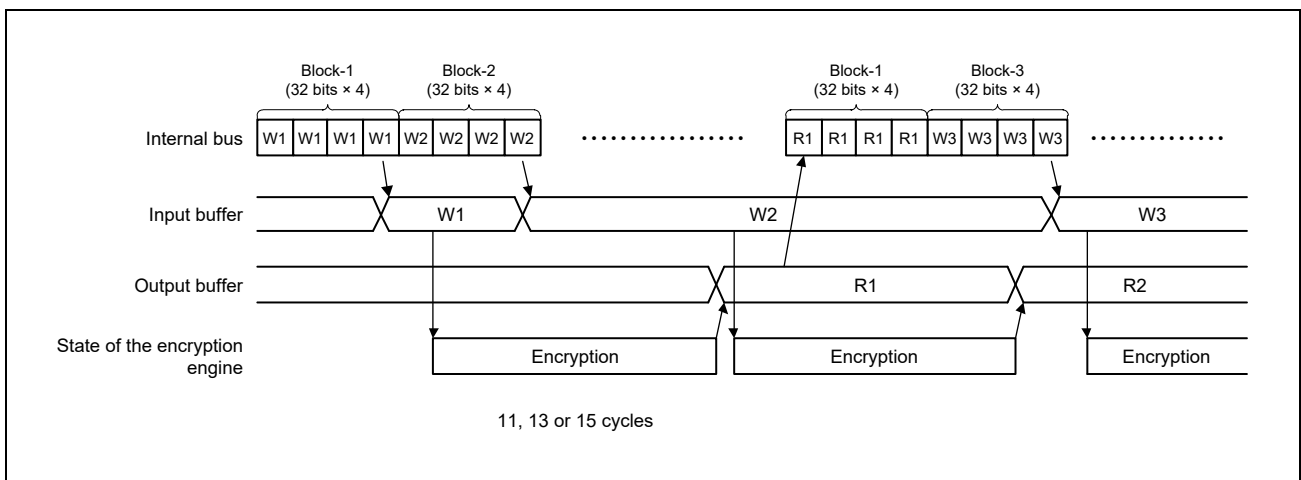 Block-1
(32 bits × 4)
Block-2
(32 bits × 4)
Block-1
(32 bits × 4)
Block-3
(32 bits × 4)
Internal bus W1 W1 W1 W1 W2 W2 W2 W2 R1 R1 R1 R1 W3 W3 W3 W3
Input buffer W1 W2 W3
Output buffer R1 R2
State of the encryption
engine
Encryption Encryption Encryption
11, 13 or 15 cycles